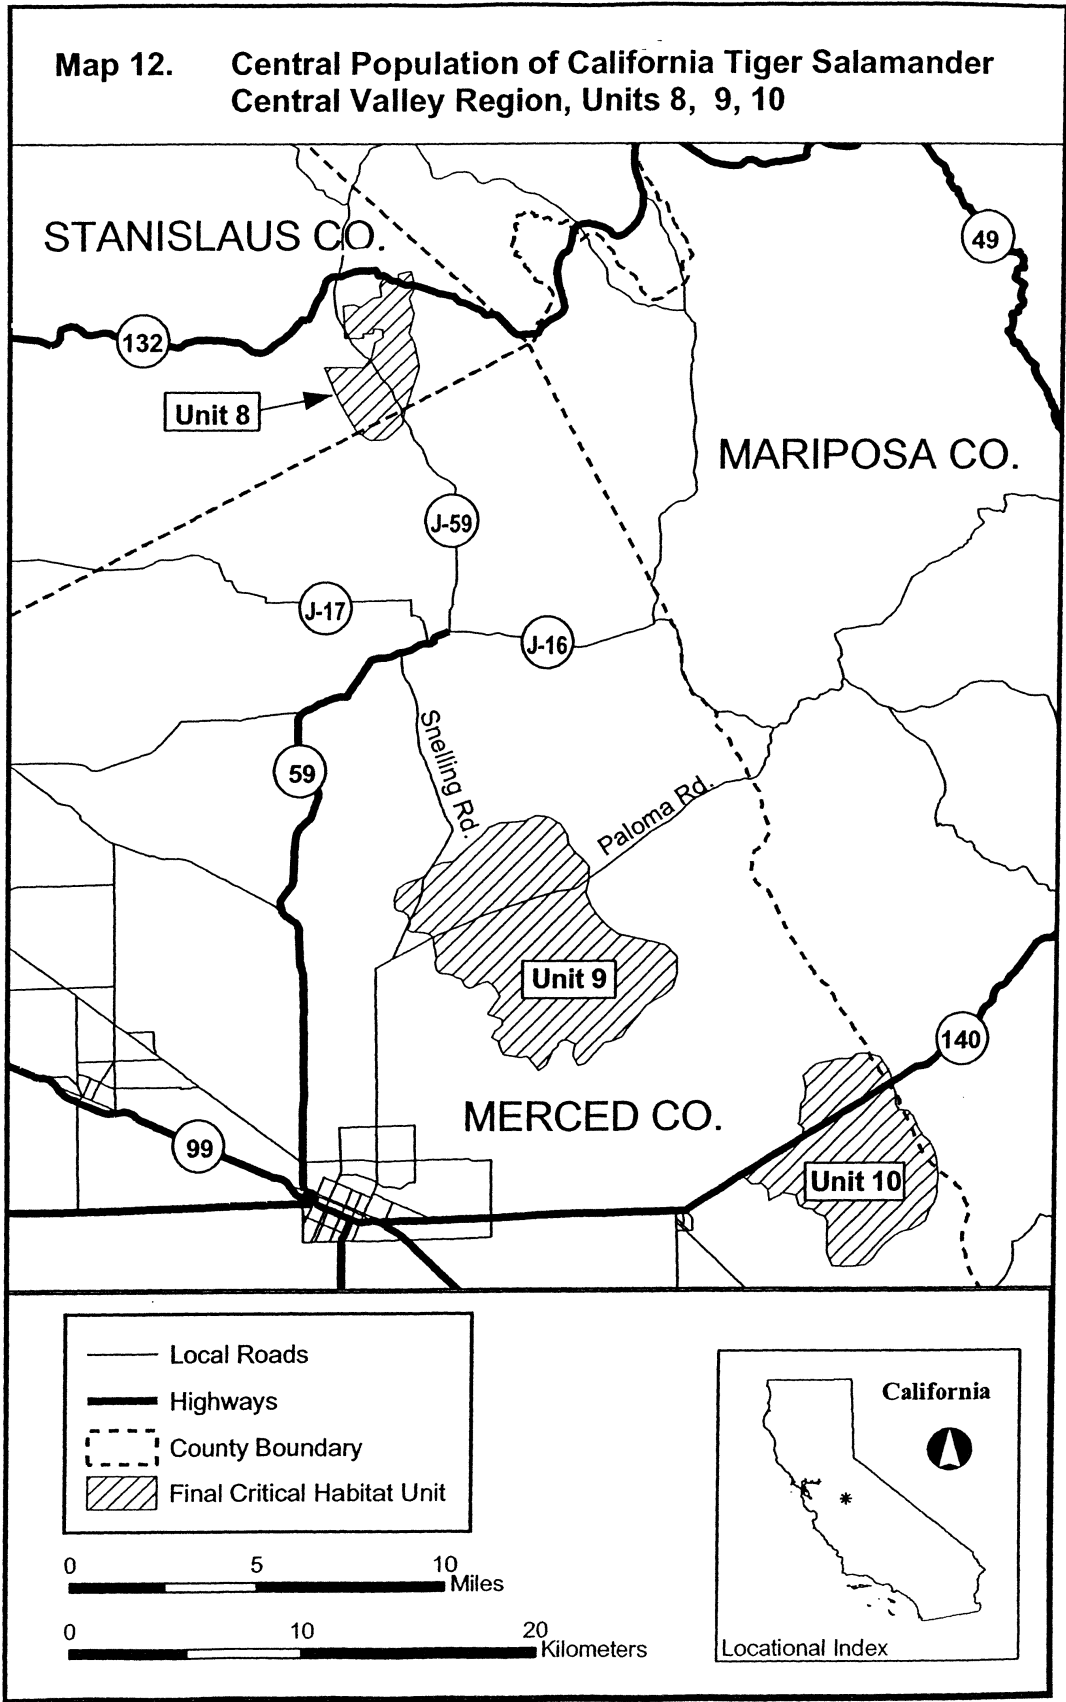 Map 12. Central Population of California Tiger Salamander
Central Valley Region, Units 8, 9, 10
STANISLAUS CO.
49
132
Unit 8
MARIPOSA CO.
J-59
J-17
J-16
Snelling Rd.
59
Paloma Rd.
Unit 9
140
MERCED CO.
99
Unit 10
Local Roads
Highways
County Boundary
Final Critical Habitat Unit
California
0 5 10
Miles
0 10 20
Kilometers
Locational Index